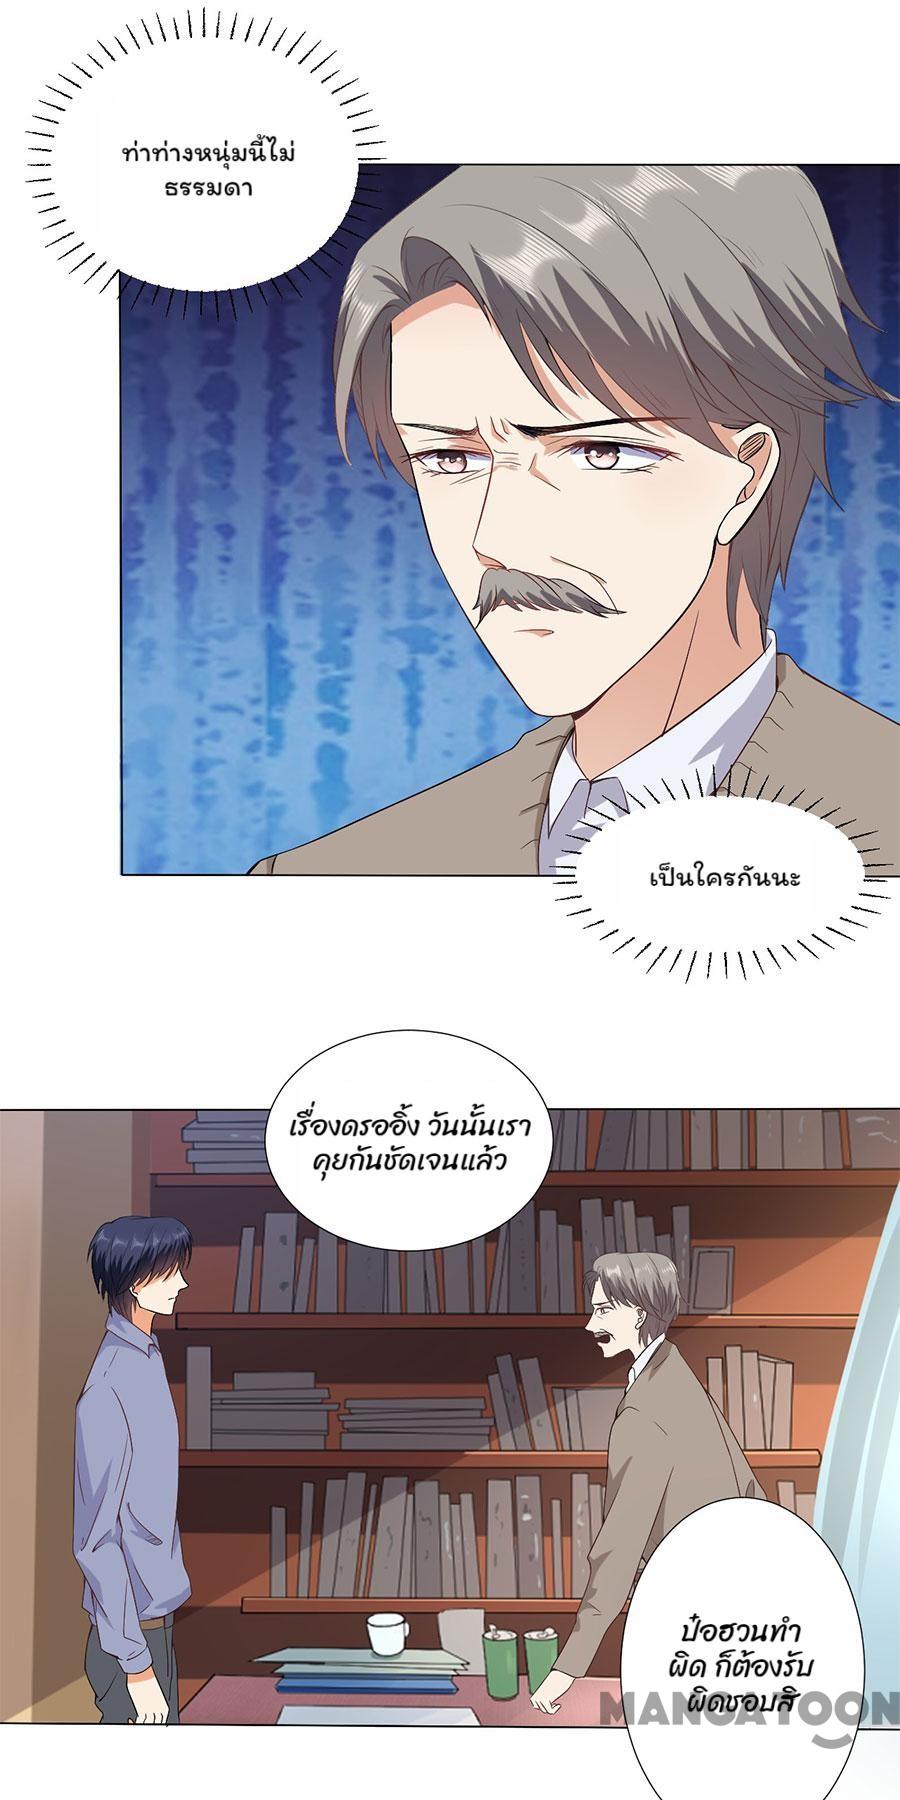 ท่าทางหนุ่มนี้ไม่
ธรรมดา
เป็นใครกันนะ
เรื่องดรออิ้ง วันนั้นเรา
คุยกันชัดเจนแล้ว
ป๋อฮวนทำ
ผิด ก็ต้องรับ
ผิดชอบสิ
MANGATOON